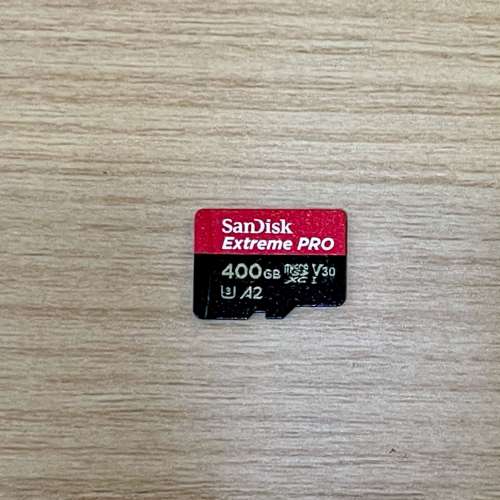 SanDisk
Extreme PRO
400GB microSD XC I V30
U3 A2